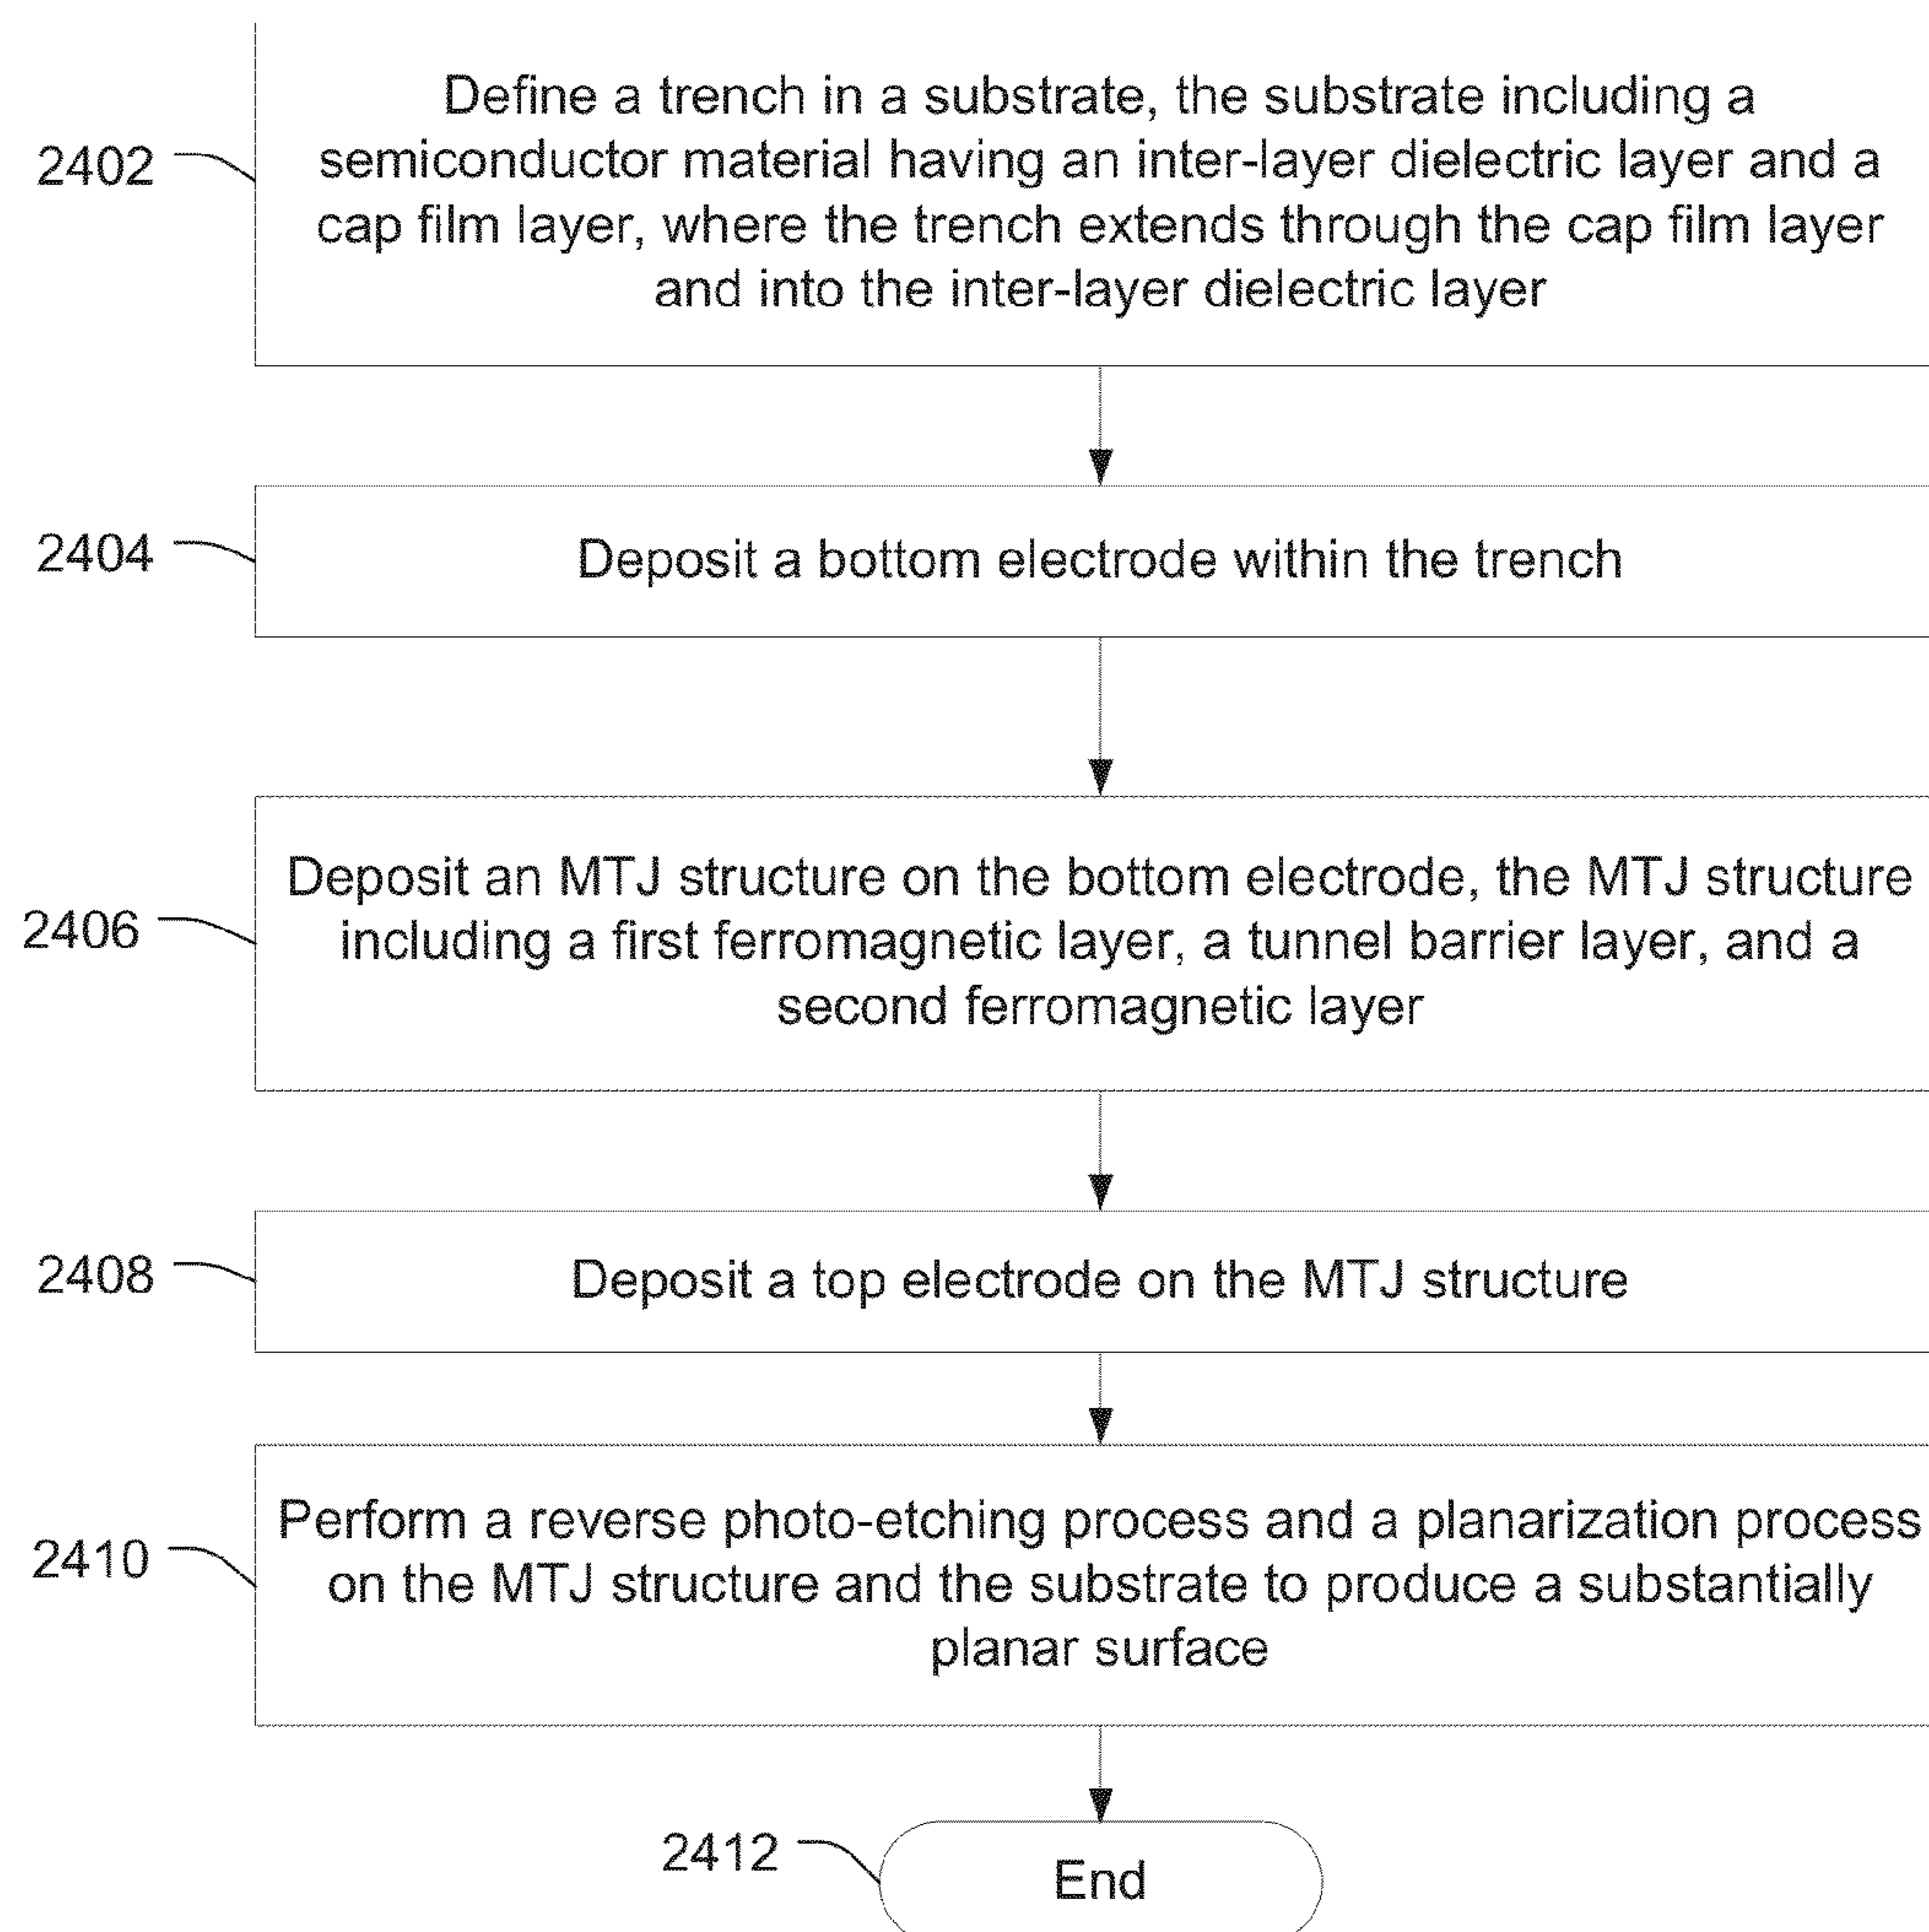 Define a trench in a substrate, the substrate including a
2402
semiconductor material having an inter-layer dielectric layer and a
cap film layer, where the trench extends through the cap film layer
and into the inter-layer dielectric layer
2404
Deposit a bottom electrode within the trench
Deposit an MTJ structure on the bottom electrode, the MTJ structure
2406
including a first ferromagnetic layer, a tunnel barrier layer, and a
second ferromagnetic layer
2408
Deposit a top electrode on the MTJ structure
Perform a reverse photo-etching process and a planarization process
2410
on the MTJ structure and the substrate to produce a substantially
planar surface
2412
End